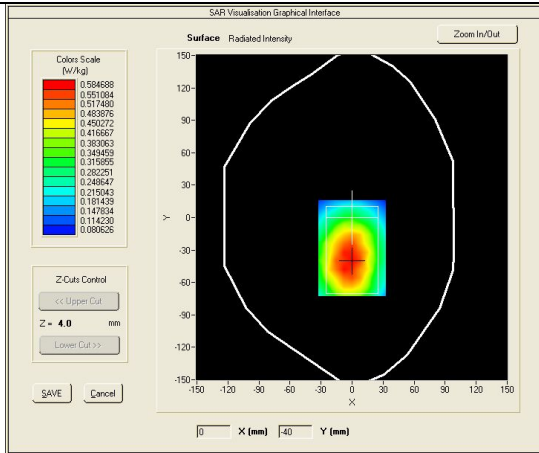 SAR Visualisation Graphical Interface
Surface Radiated Intensity
Zoom In/Out
Colors Scale
(W/kg)
0.584688
0.551084
0.517480
0.483876
0.450272
0.416667
0.383063
0.349459
0.315855
0.282251
0.248647
0.215043
0.181439
0.147834
0.114230
0.080626
Z-Cuts Control
<< Upper Cut
Z = 4.0 mm
Lower Cut >>
SAVE Cancel
150
120
90
60
30
0
-30
-60
-90
-120
-150
Y
-150 -120 -90 -60 -30 0 30 60 90 120 150
X
0 X (mm) -40 Y (mm)